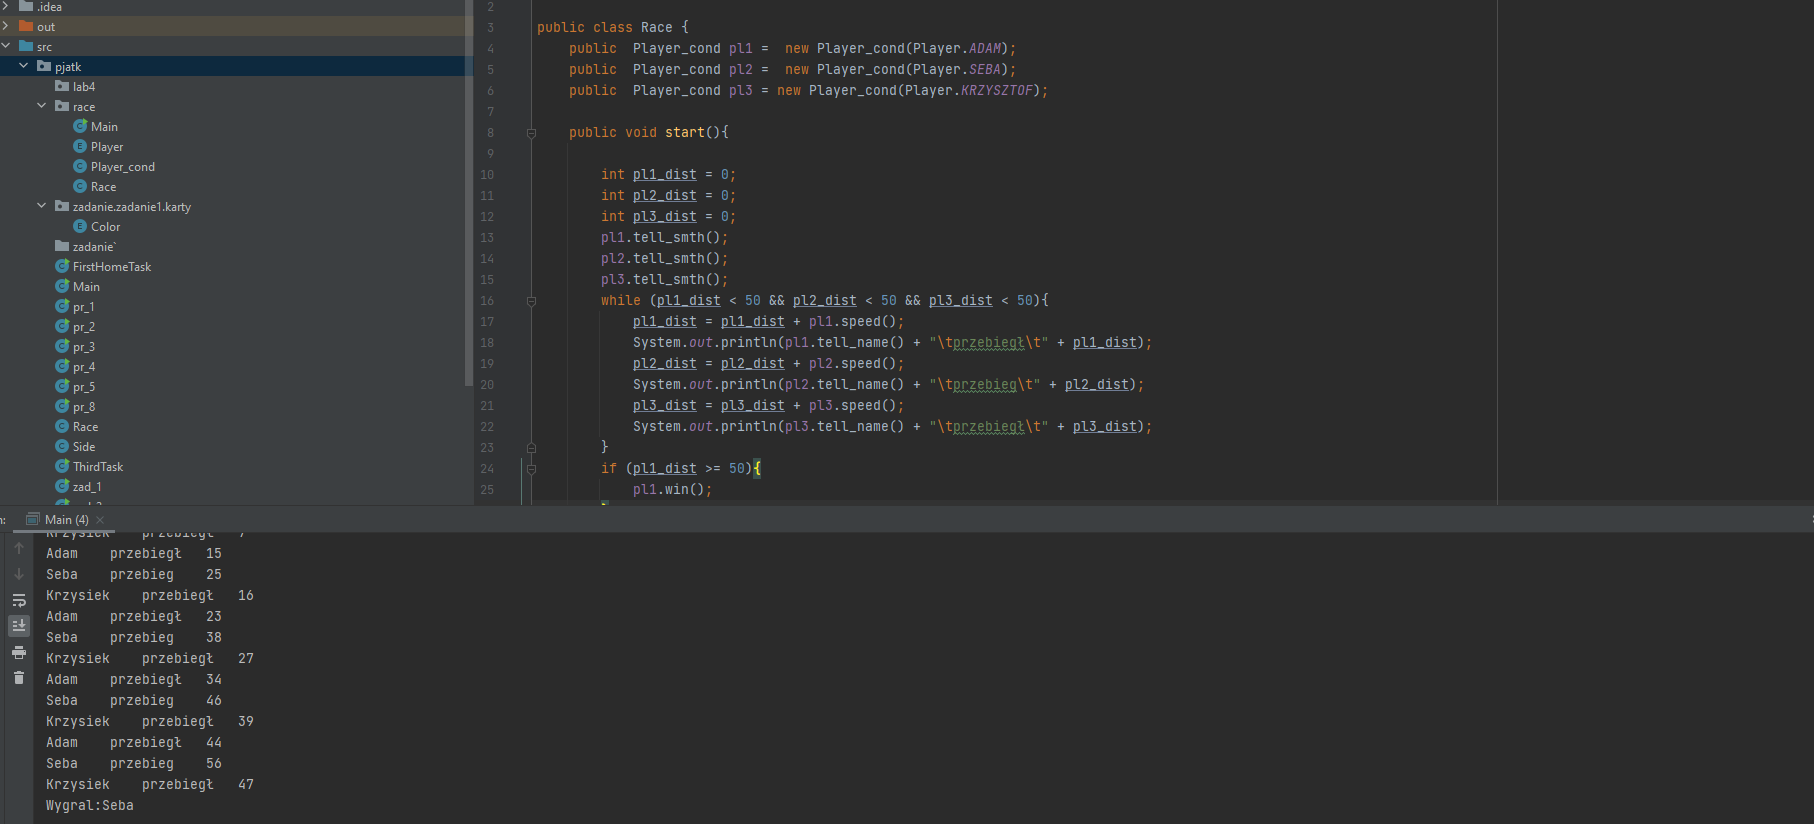 .idea
out
src
pjatk
lab4
race
Main
Player
Player_cond
Race
zadanie.zadanie1.karty
Color
zadanie`
FirstHomeTask
Main
pr_1
pr_2
pr_3
pr_4
pr_5
pr_8
Race
Side
ThirdTask
zad_1
2
3 public class Race {
4 public  Player_cond pl1 =  new Player_cond(Player.ADAM);
5 public  Player_cond pl2 =  new Player_cond(Player.SEBA);
6 public  Player_cond pl3 = new Player_cond(Player.KRZYSZTOF);
7
8 public void start(){
9
10 int pl1_dist = 0;
11 int pl2_dist = 0;
12 int pl3_dist = 0;
13 pl1.tell_smth();
14 pl2.tell_smth();
15 pl3.tell_smth();
16 while (pl1_dist < 50 && pl2_dist < 50 && pl3_dist < 50){
17 pl1_dist = pl1_dist + pl1.speed();
18 System.out.println(pl1.tell_name() + "\tprzebiegł\t" + pl1_dist);
19 pl2_dist = pl2_dist + pl2.speed();
20 System.out.println(pl2.tell_name() + "\tprzebieg\t" + pl2_dist);
21 pl3_dist = pl3_dist + pl3.speed();
22 System.out.println(pl3.tell_name() + "\tprzebiegł\t" + pl3_dist);
23 }
24 if (pl1_dist >= 50){
25 pl1.win();
Main (4)
Krzysiek przebiegł 7
Adam przebiegł 15
Seba przebieg 25
Krzysiek przebiegł 16
Adam przebiegł 23
Seba przebieg 38
Krzysiek przebiegł 27
Adam przebiegł 34
Seba przebieg 46
Krzysiek przebiegł 39
Adam przebiegł 44
Seba przebieg 56
Krzysiek przebiegł 47
Wygral:Seba